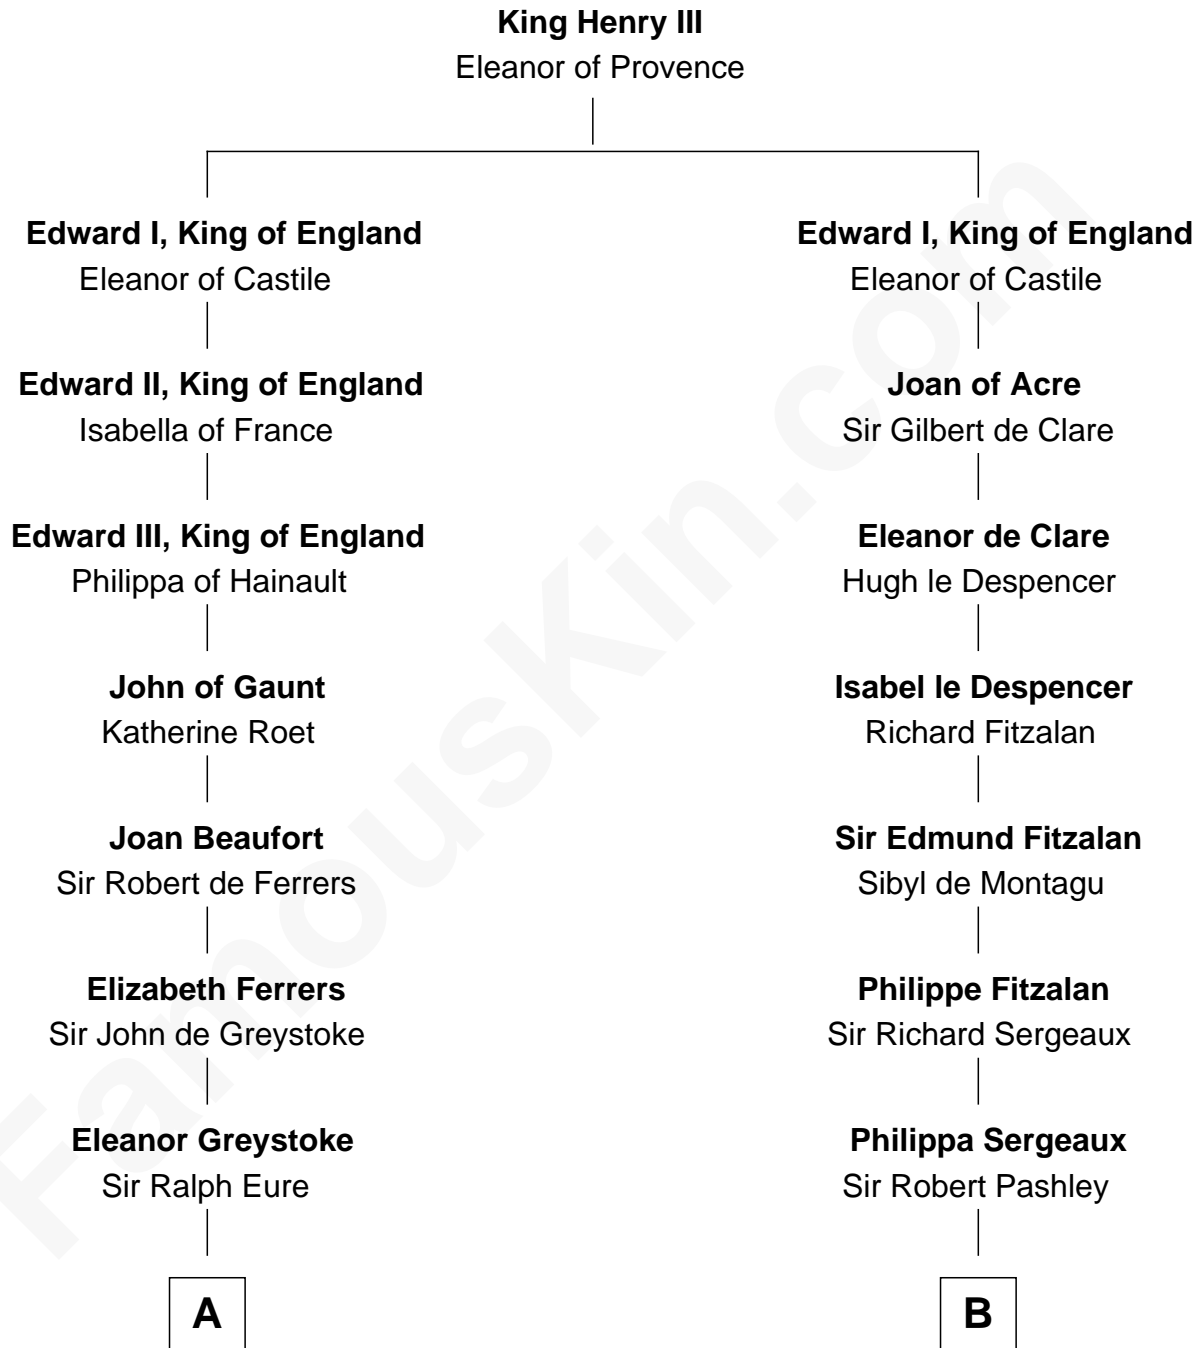 King Henry III
Eleanor of Provence
Edward I, King of England
Eleanor of Castile
Edward II, King of England
Isabella of France
Edward III, King of England
Philippa of Hainault
John of Gaunt
Katherine Roet
Joan Beaufort
Sir Robert de Ferrers
Elizabeth Ferrers
Sir John de Greystoke
Eleanor Greystoke
Sir Ralph Eure
A
Edward I, King of England
Eleanor of Castile
Joan of Acre
Sir Gilbert de Clare
Eleanor de Clare
Hugh le Despencer
Isabel le Despencer
Richard Fitzalan
Sir Edmund Fitzalan
Sibyl de Montagu
Philippe Fitzalan
Sir Richard Sergeaux
Philippa Sergeaux
Sir Robert Pashley
B
FamousKin.com